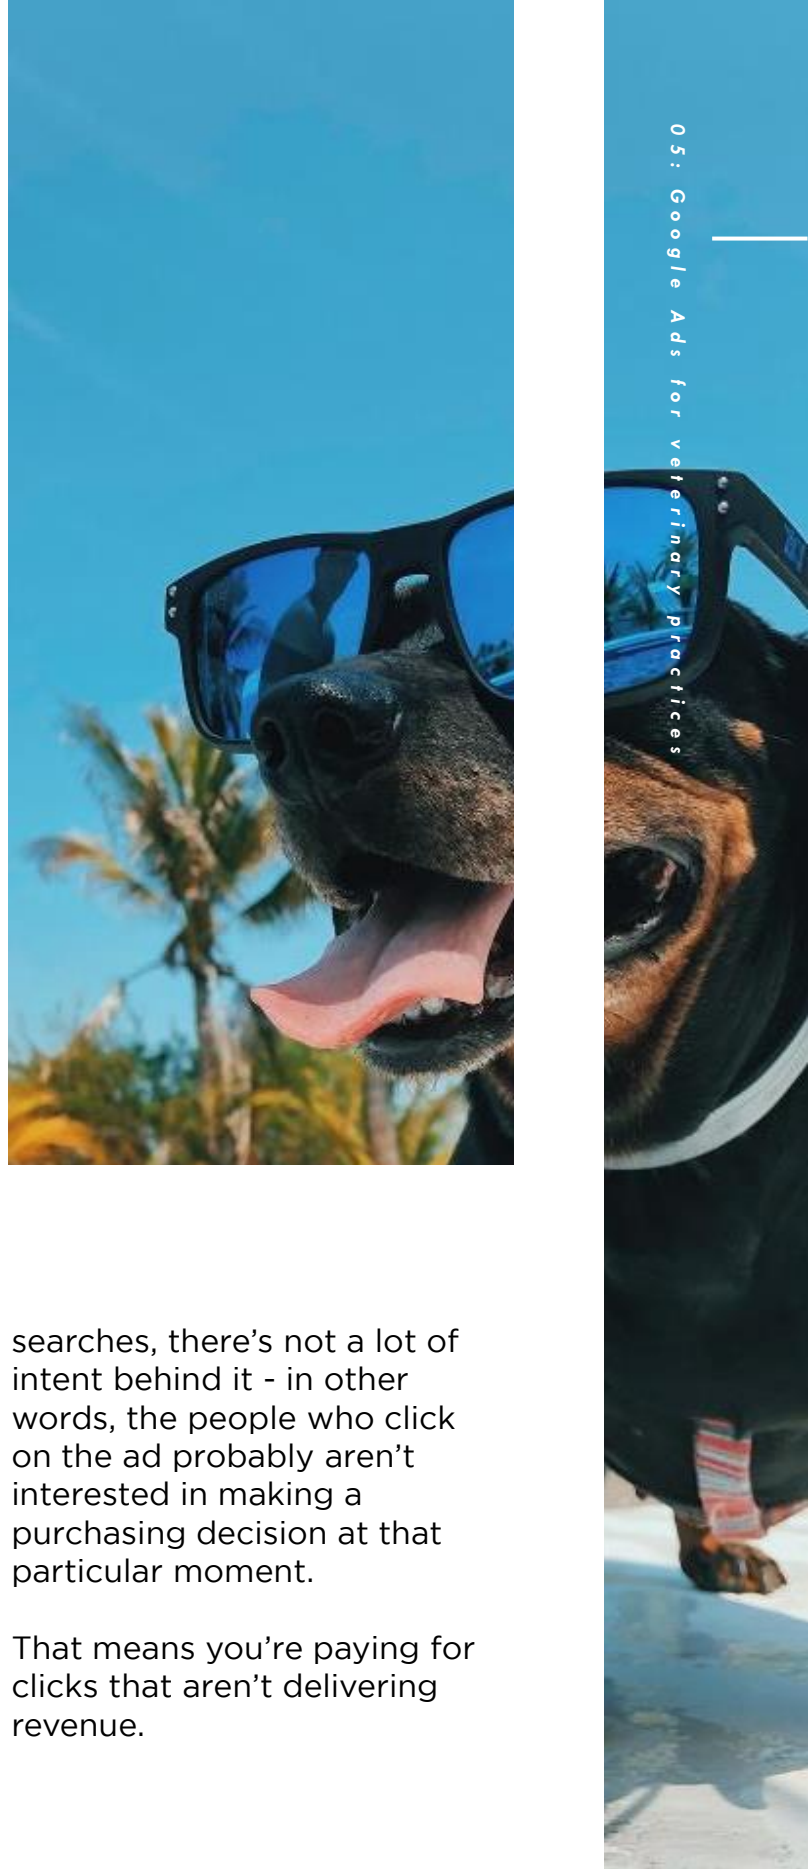 05: Google Ads for veterinary practices
searches, there’s not a lot of
intent behind it - in other
words, the people who click
on the ad probably aren’t
interested in making a
purchasing decision at that
particular moment.
That means you’re paying for
clicks that aren’t delivering
revenue.